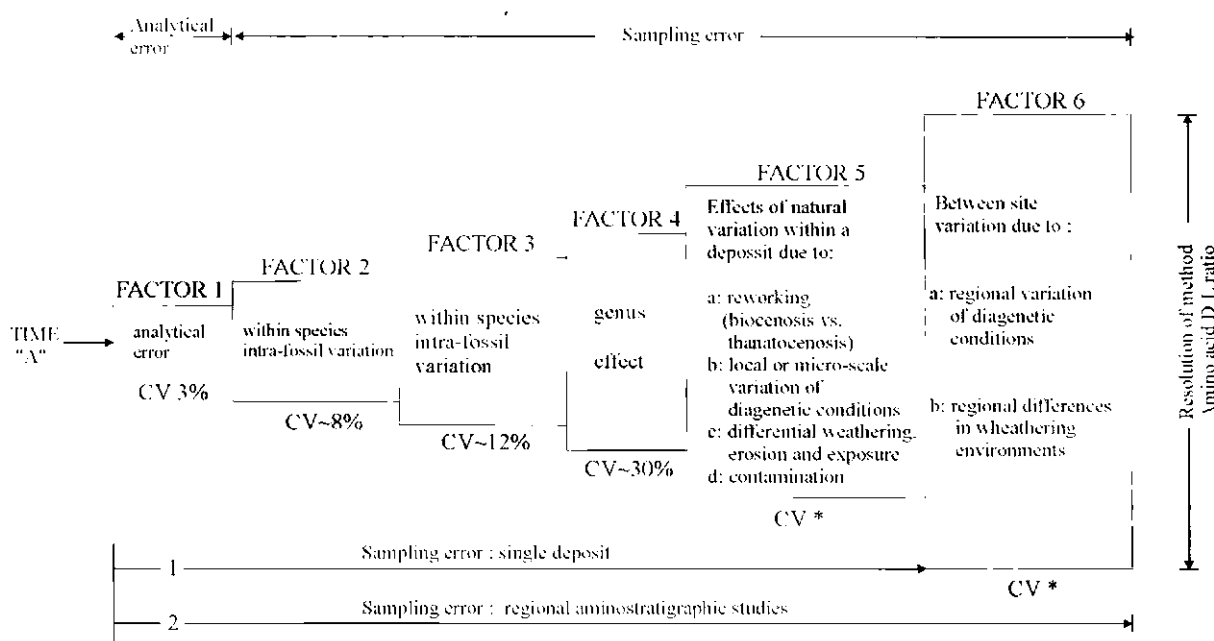 Analytical
error
Sampling error
FACTOR 6
FACTOR 5
Effects of natural
variation within a
depossit due to:
Between site
variation due to :
FACTOR 4
FACTOR 3
FACTOR 2
FACTOR 1
TIME
"A"
analytical
error
CV 3%
within species
intra-fossil variation
CV~8%
within species
intra-fossil
variation
CV~12%
genus
effect
CV~30%
a: reworking
(biocenosis vs.
thanatocenosis)
b: local or micro-scale
variation of
diagenetic conditions
c: differential weathering,
erosion and exposure
d: contamination
CV *
a: regional variation
of diagenetic
conditions
b: regional differences
in wheathering
environments
CV *
Resolution of method
Amino acid D L ratio
1
Sampling error : single deposit
2
Sampling error : regional aminostratigraphic studies